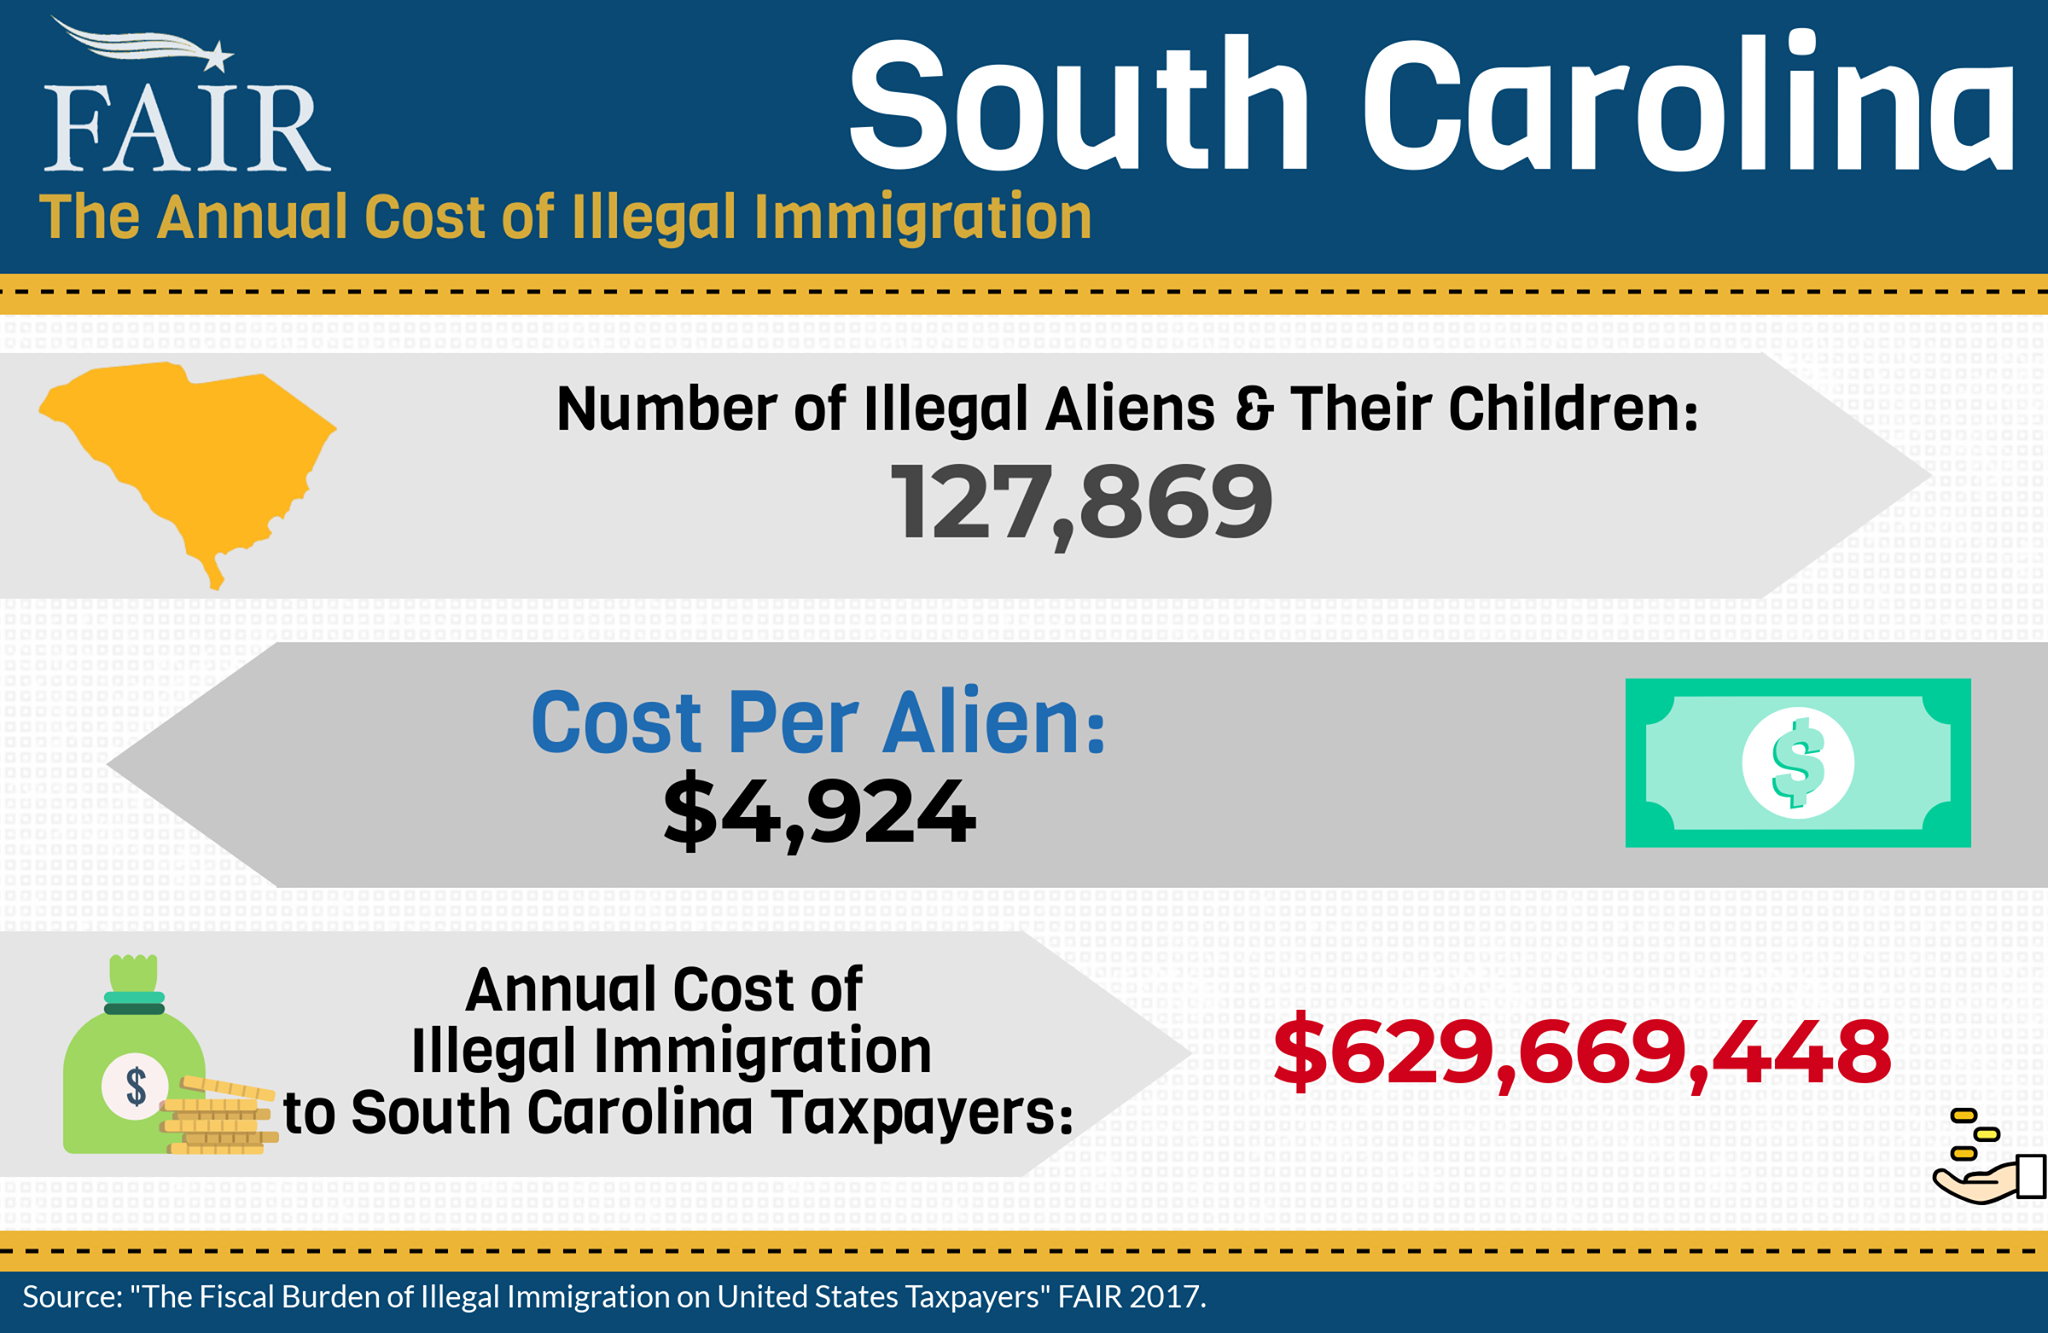 FAIR
South Carolina
The Annual Cost of Illegal Immigration
Number of Illegal Aliens & Their Children:
127,869
Cost Per Alien:
$4,924
$
Annual Cost of
Illegal Immigration
to South Carolina Taxpayers:
$629,669,448
$
Source: "The Fiscal Burden of Illegal Immigration on United States Taxpayers" FAIR 2017.